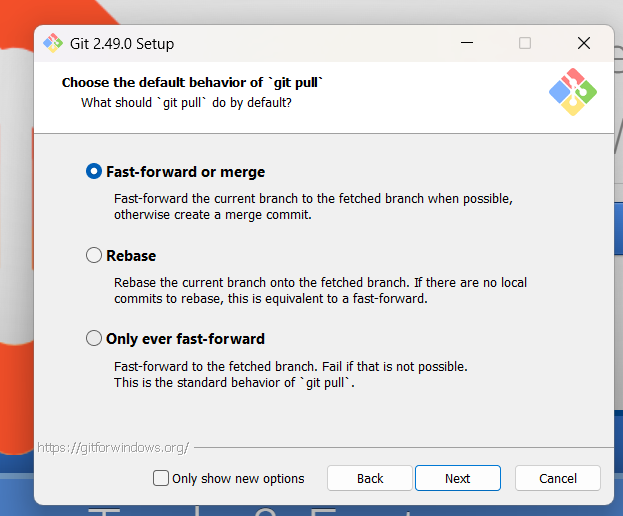 Git 2.49.0 Setup
Choose the default behavior of `git pull`
What should `git pull` do by default?
Fast-forward or merge
Fast-forward the current branch to the fetched branch when possible,
otherwise create a merge commit.
Rebase
Rebase the current branch onto the fetched branch. If there are no local
commits to rebase, this is equivalent to a fast-forward.
Only ever fast-forward
Fast-forward to the fetched branch. Fail if that is not possible.
This is the standard behavior of `git pull`.
https://gitforwindows.org/
Only show new options
Back
Next
Cancel